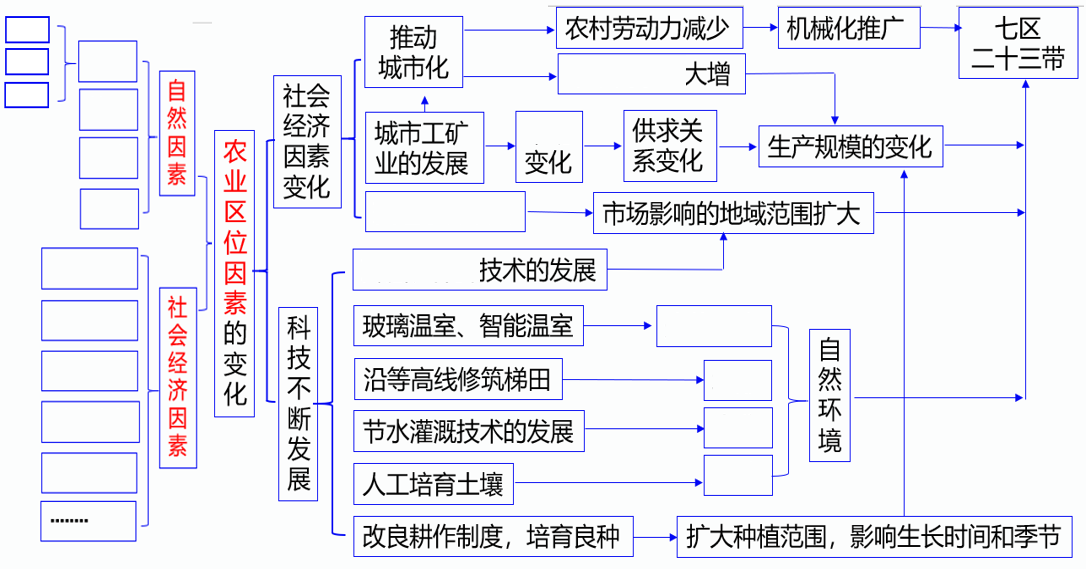 自然因素
社会经济因素
农业区位因素的变化
社会
经济
因素
变化
科技不断发展
推动
城市化
农村劳动力减少
机械化推广
七区
二十三带
大增
城市工矿
业的发展
变化
供求关
系变化
生产规模的变化
市场影响的地域范围扩大
技术的发展
玻璃温室、智能温室
沿等高线修筑梯田
节水灌溉技术的发展
人工培育土壤
自然环境
改良耕作制度，培育良种
扩大种植范围，影响生长时间和季节
········